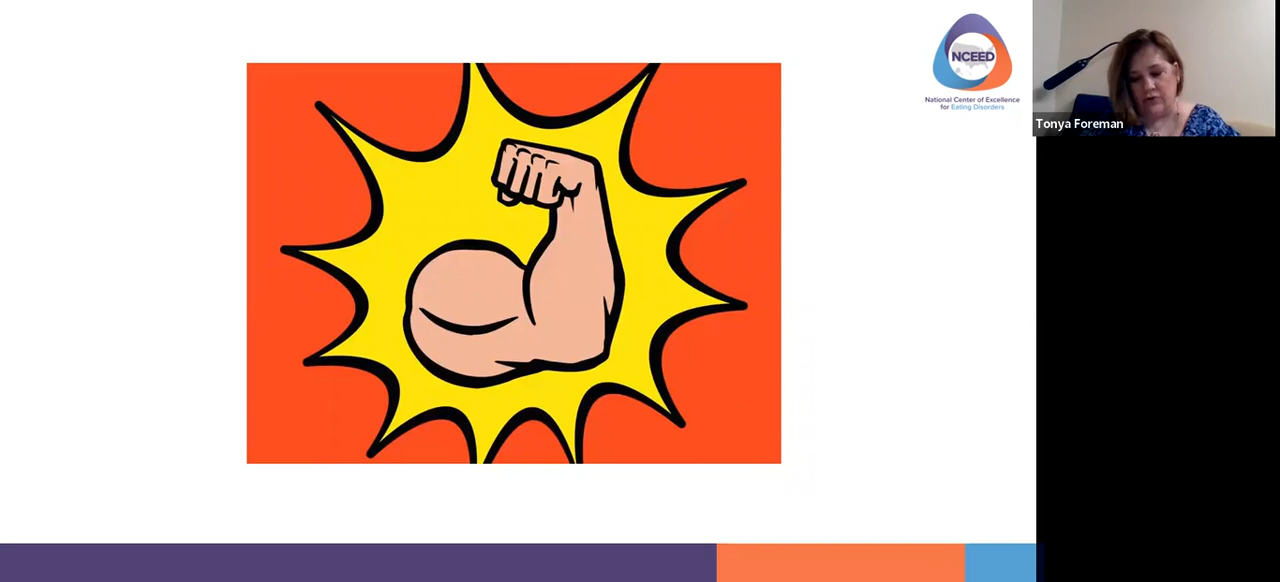 NCEED
National Center of Excellence
for Eating Disorders
Tonya Foreman